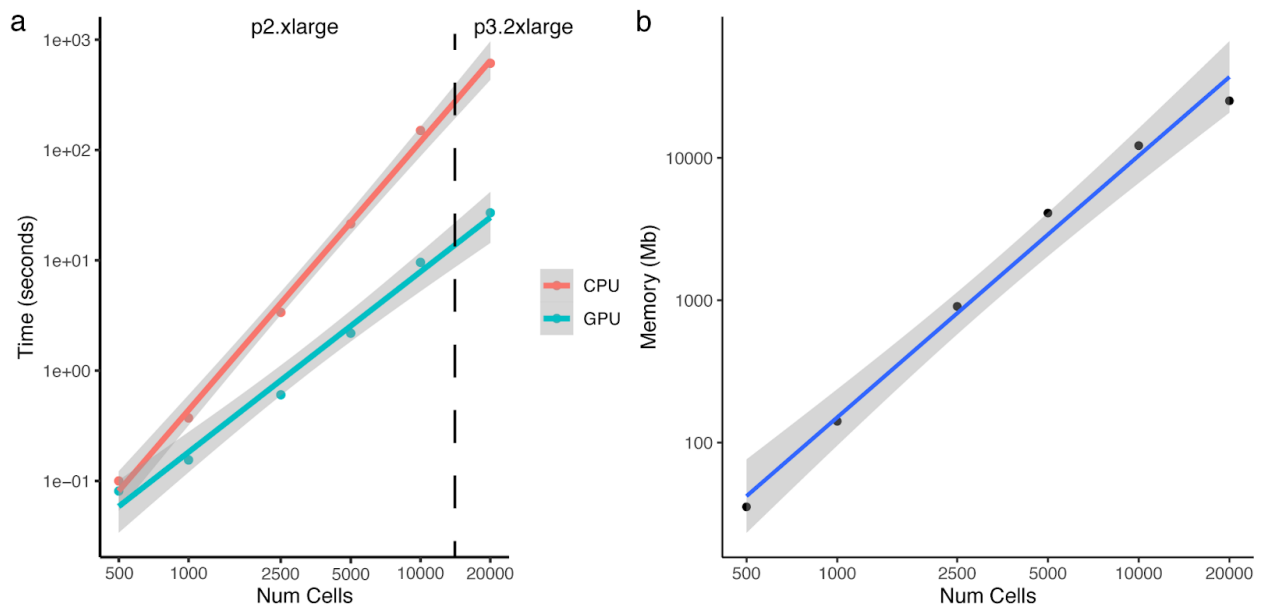 a
p2.xlarge
p3.2xlarge
1e+03
1e+02
1e+01
1e+00
1e−01
Time (seconds)
500 1000 2500 5000 10000 20000
Num Cells
CPU
GPU
b
10000
1000
100
Memory (Mb)
500 1000 2500 5000 10000 20000
Num Cells